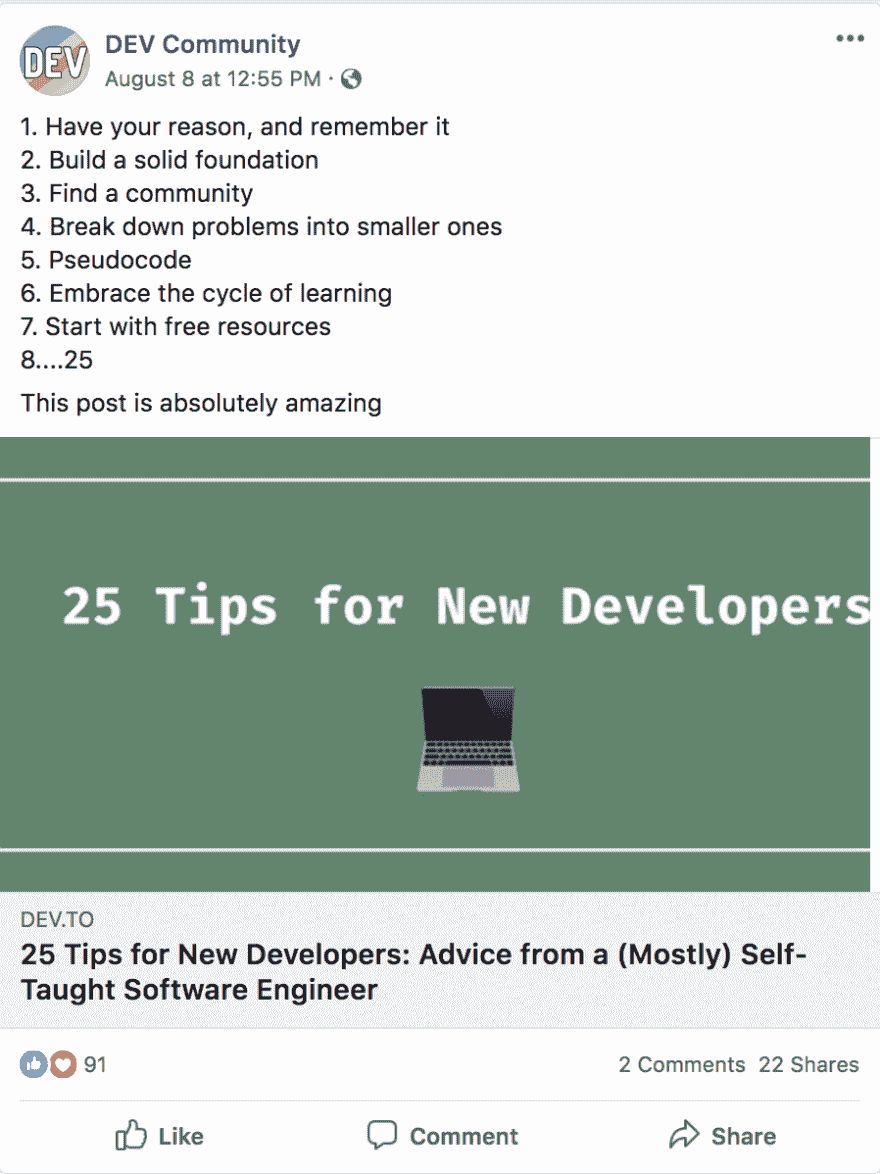 DEV
DEV Community
August 8 at 12:55 PM ·
1. Have your reason, and remember it
2. Build a solid foundation
3. Find a community
4. Break down problems into smaller ones
5. Pseudocode
6. Embrace the cycle of learning
7. Start with free resources
8....25
This post is absolutely amazing
25 Tips for New Developers
DEV.TO
25 Tips for New Developers: Advice from a (Mostly) Self-
Taught Software Engineer
91
2 Comments 22 Shares
Like Comment Share